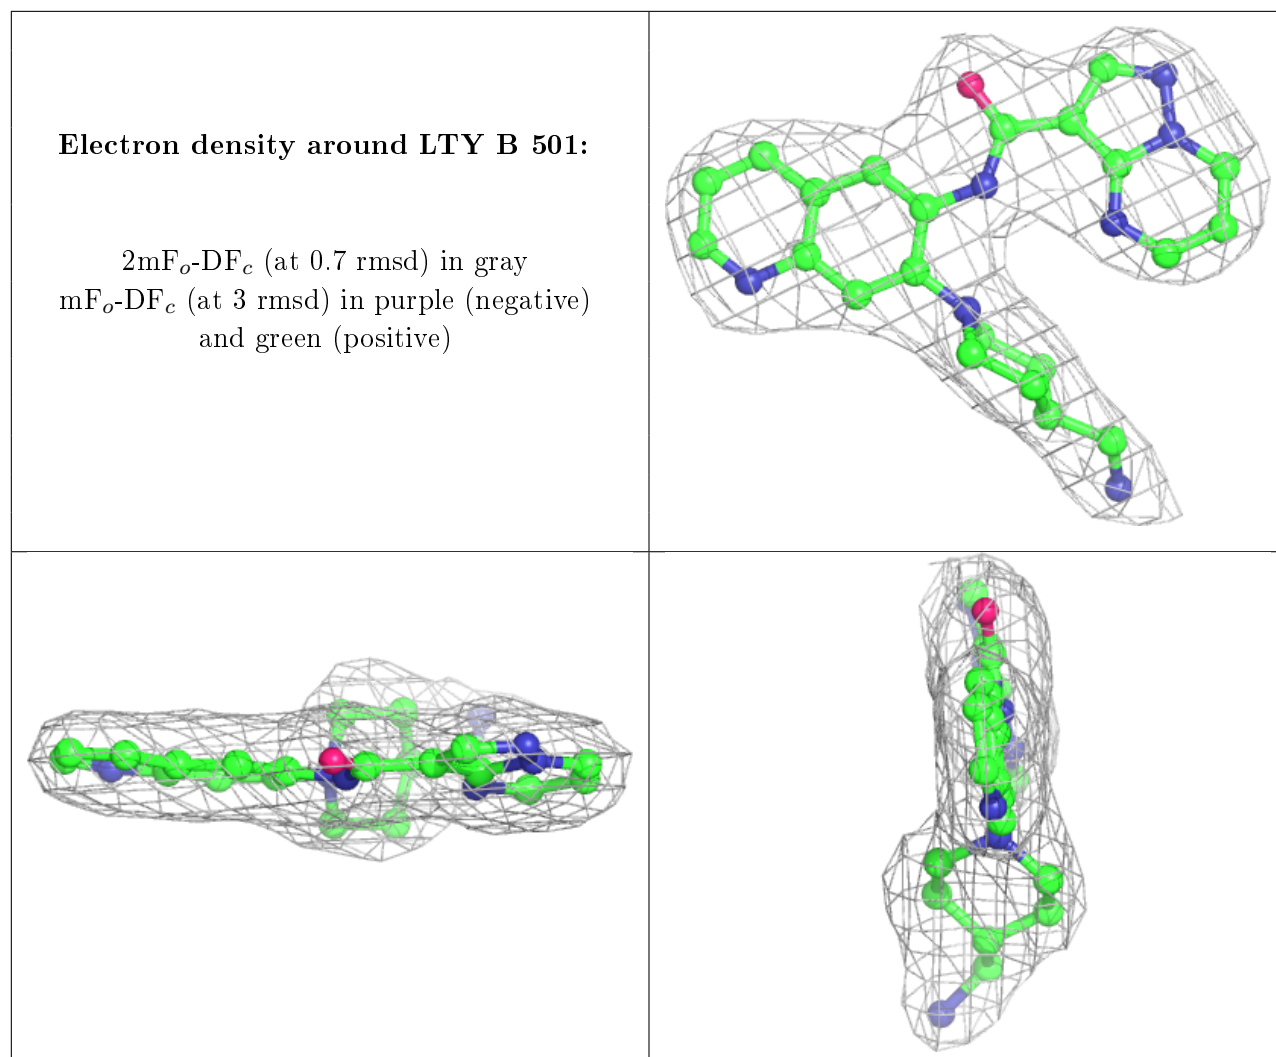 Electron density around LTY B 501:
2mFₒ-DF𝒸 (at 0.7 rmsd) in gray
mFₒ-DF𝒸 (at 3 rmsd) in purple (negative)
and green (positive)